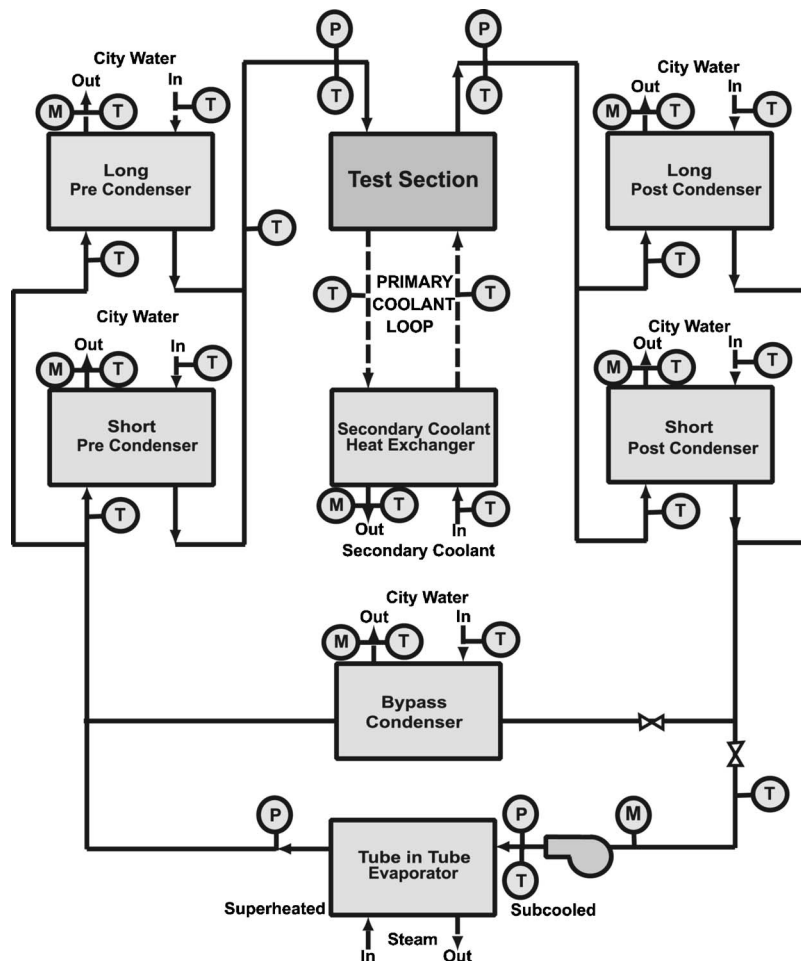 P
P
City Water
Out
In
M
T
T
T
T
City Water
Out
In
M
T
T
Long
Pre Condenser
Test Section
Long
Post Condenser
T
T
T
T
T
PRIMARY
COOLANT
LOOP
City Water
Out
In
M
T
T
City Water
Out
In
M
T
T
Short
Pre Condenser
Secondary Coolant
Heat Exchanger
Short
Post Condenser
T
M
T
T
T
Out
In
Secondary Coolant
City Water
Out
In
M
T
T
Bypass
Condenser
T
P
P
M
T
Tube in Tube
Evaporator
Superheated
Subcooled
Steam
In
Out